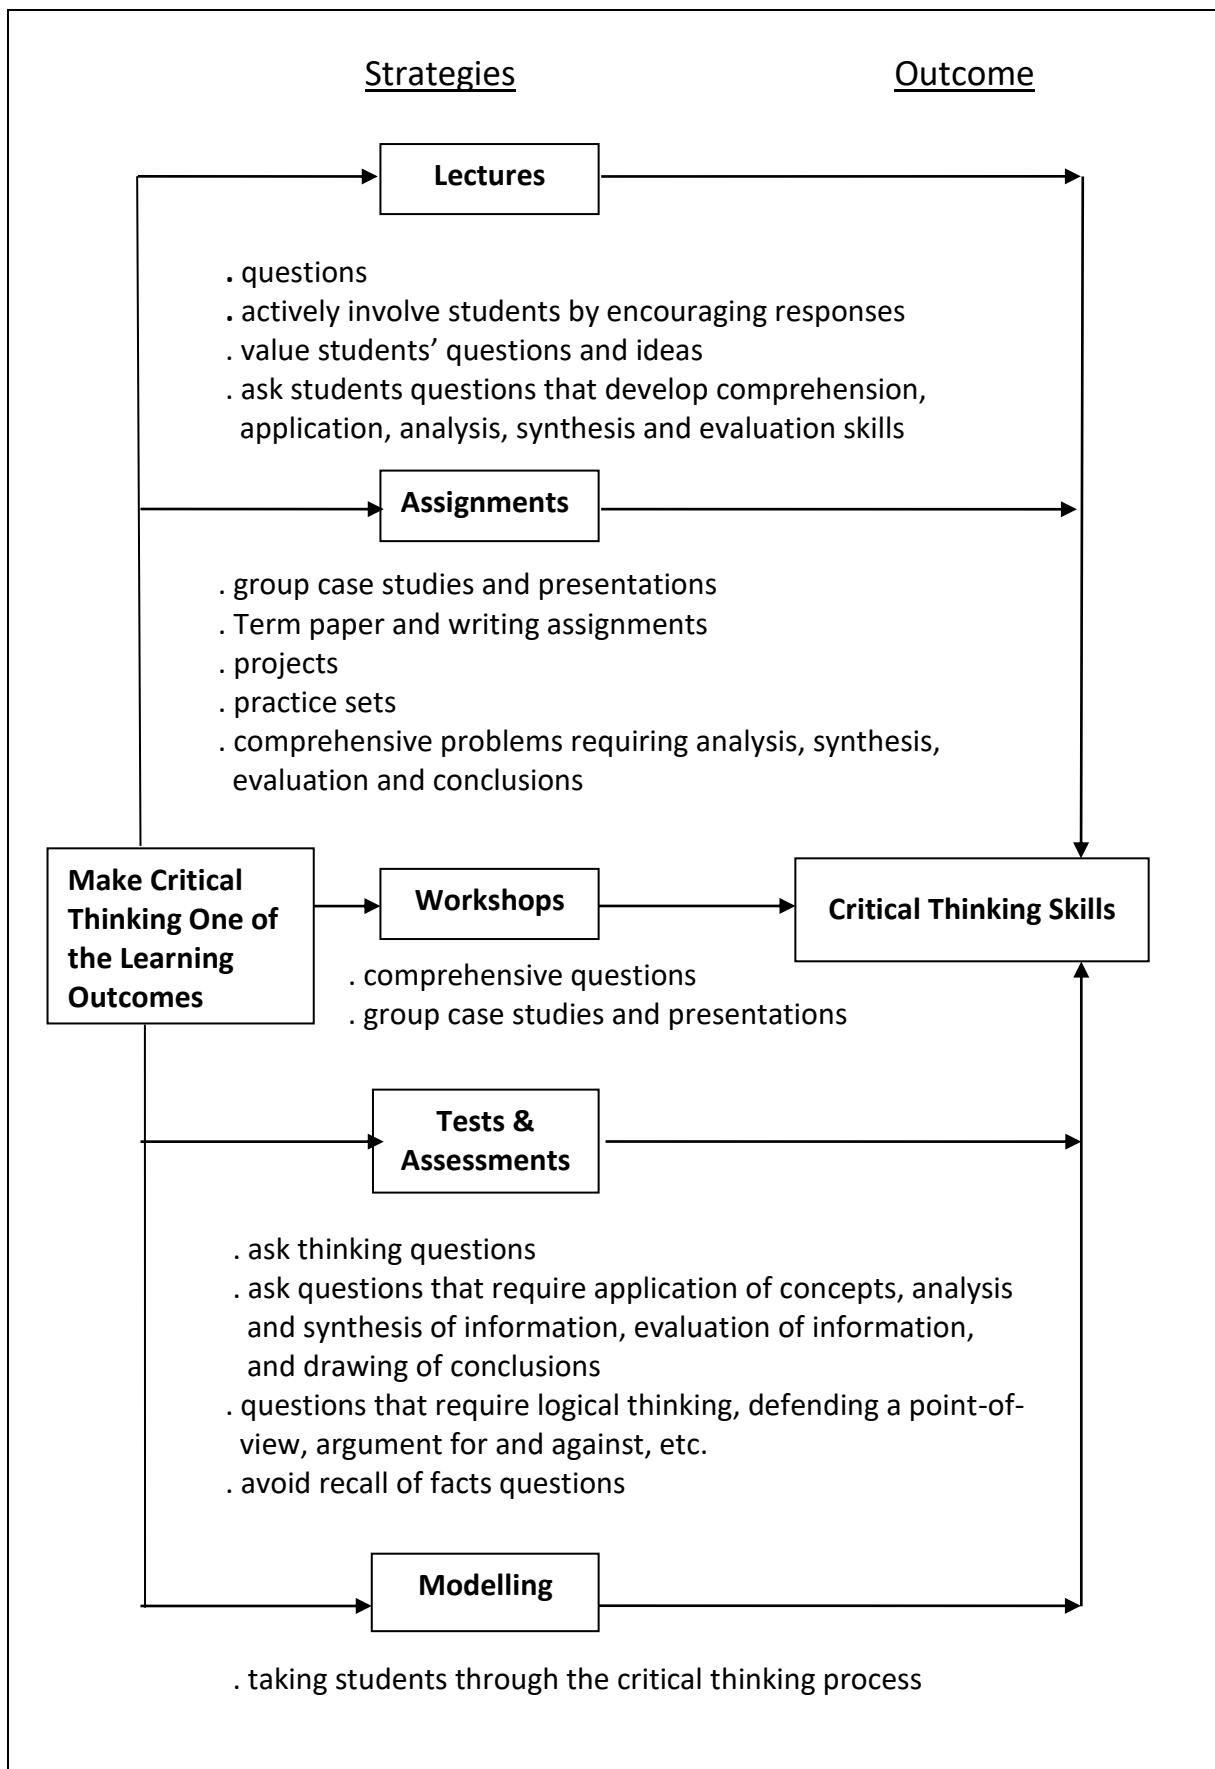 Strategies
Outcome
Lectures
. questions
. actively involve students by encouraging responses
. value students’ questions and ideas
. ask students questions that develop comprehension,
application, analysis, synthesis and evaluation skills
Assignments
. group case studies and presentations
. Term paper and writing assignments
. projects
. practice sets
. comprehensive problems requiring analysis, synthesis,
evaluation and conclusions
Make Critical
Thinking One of
the Learning
Outcomes
Workshops
. comprehensive questions
. group case studies and presentations
Critical Thinking Skills
Tests &
Assessments
. ask thinking questions
. ask questions that require application of concepts, analysis
and synthesis of information, evaluation of information,
and drawing of conclusions
. questions that require logical thinking, defending a point-of-
view, argument for and against, etc.
. avoid recall of facts questions
Modelling
. taking students through the critical thinking process